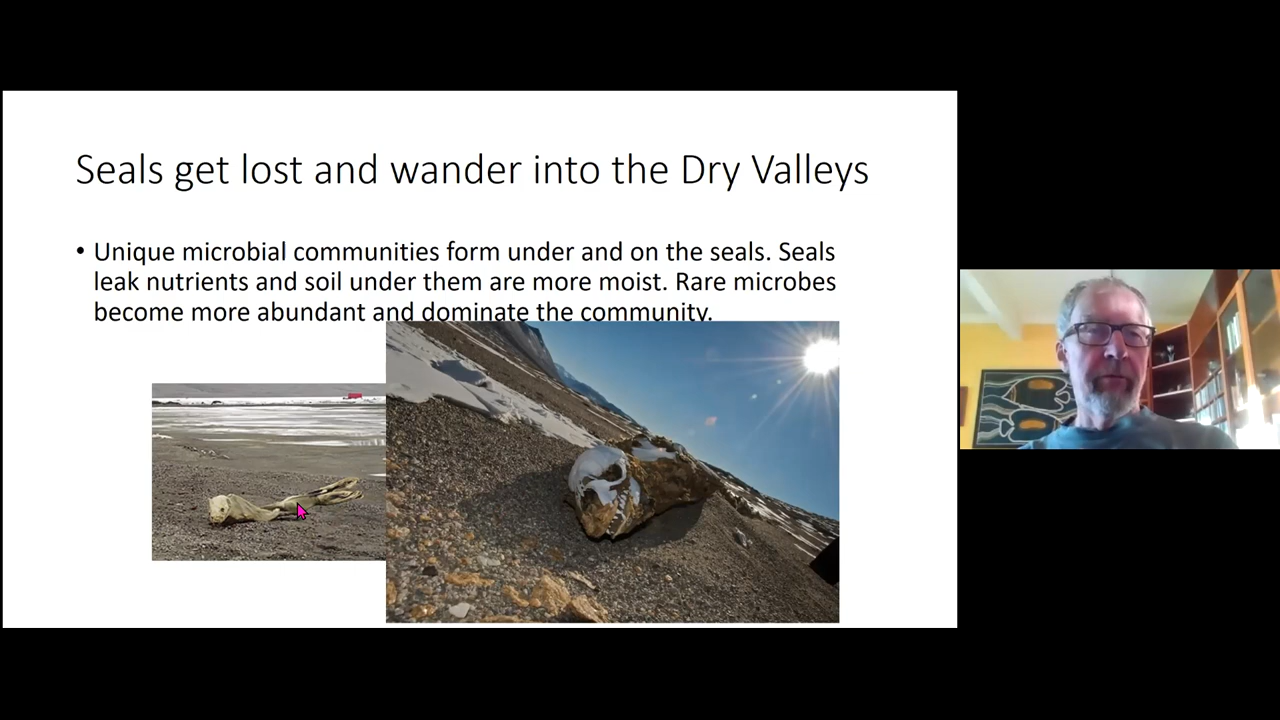 Seals get lost and wander into the Dry Valleys
• Unique microbial communities form under and on the seals. Seals
leak nutrients and soil under them are more moist. Rare microbes
become more abundant and dominate the community.